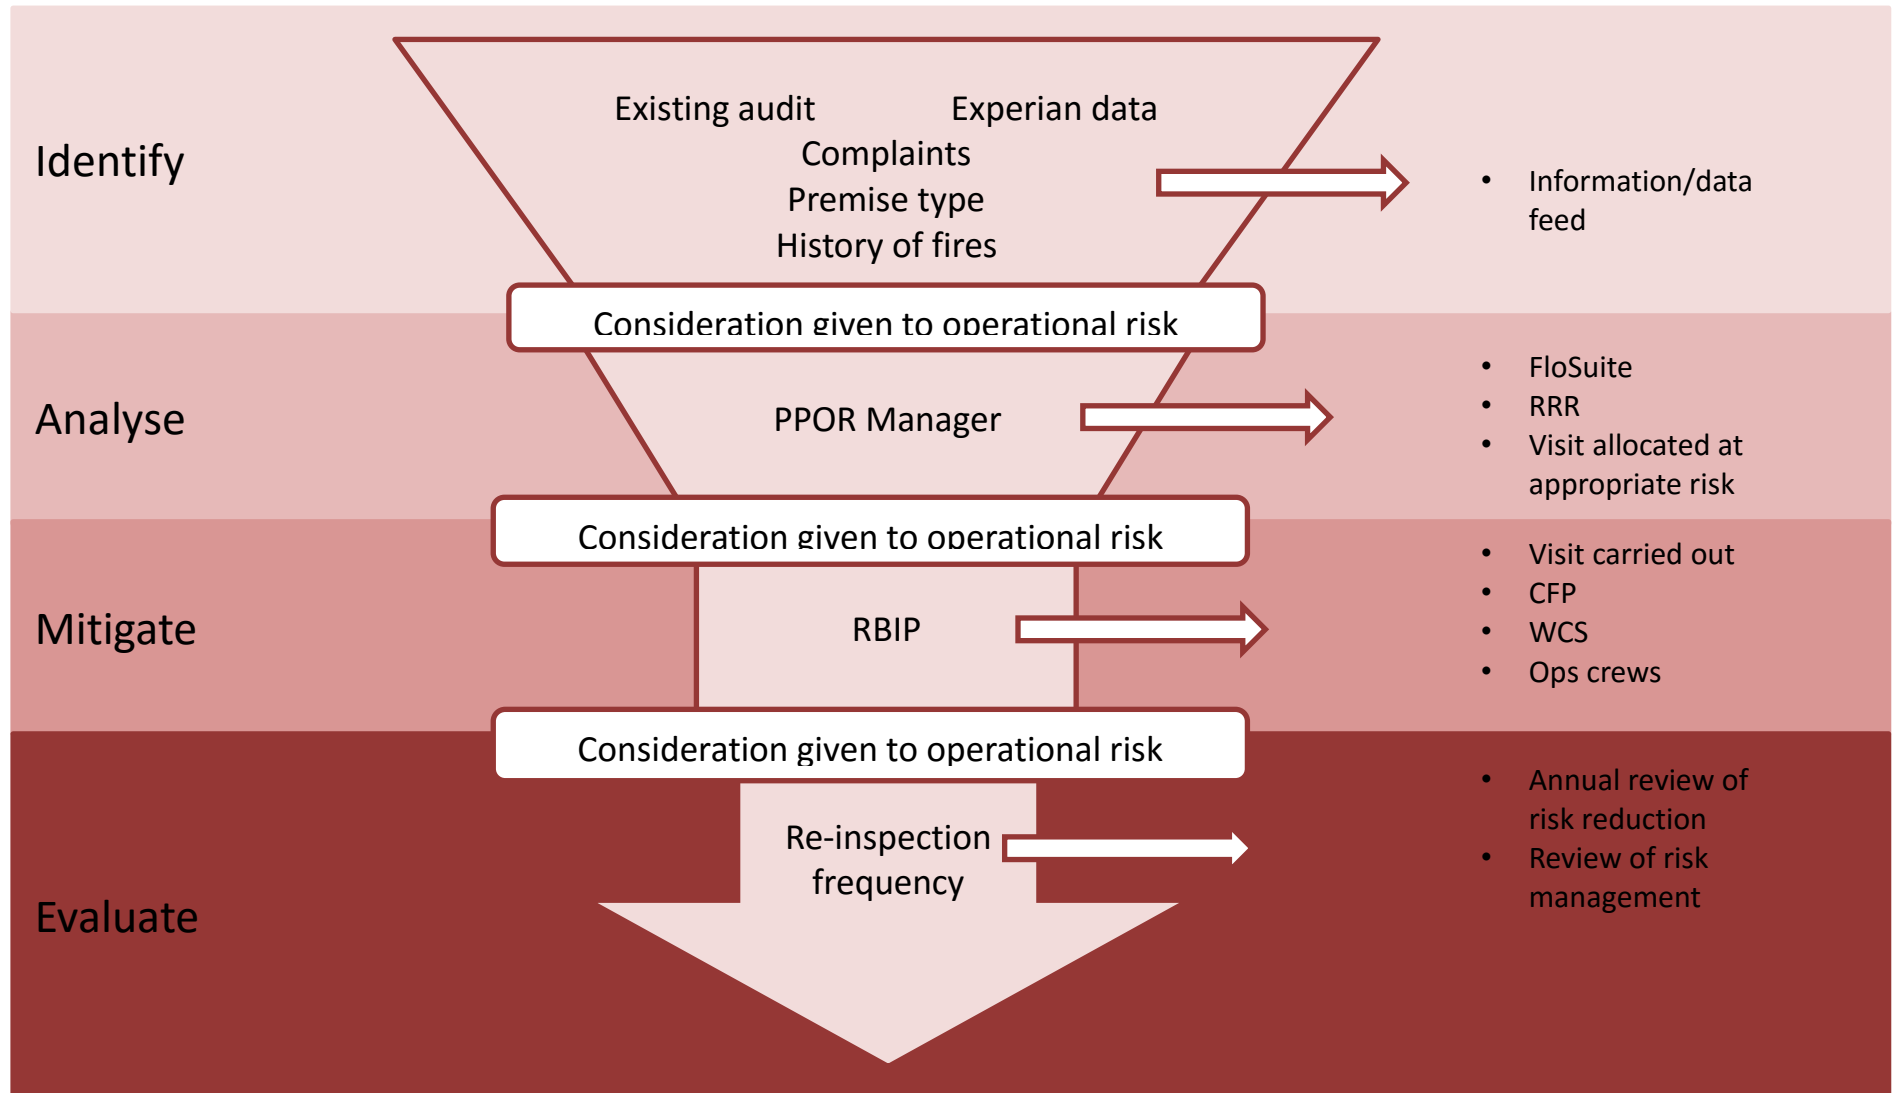 Identify
Existing audit Experian data
Complaints
Premise type
History of fires
• Information/data
feed
Consideration given to operational risk
Analyse
PPOR Manager
• FloSuite
• RRR
• Visit allocated at
appropriate risk
Consideration given to operational risk
Mitigate
RBIP
• Visit carried out
• CFP
• WCS
• Ops crews
Consideration given to operational risk
Evaluate
Re-inspection
frequency
• Annual review of
risk reduction
• Review of risk
management